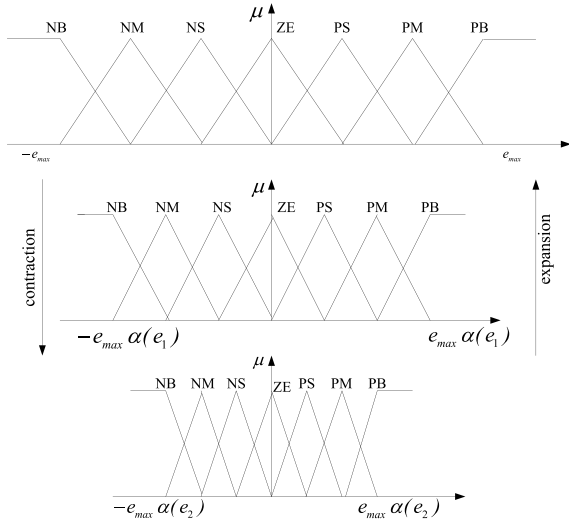 μ
NB NM NS ZE PS PM PB
−e_max e_max
contraction
expansion
μ
NB NM NS ZE PS PM PB
−e_max α(e_1) e_max α(e_1)
μ
NB NM NS ZE PS PM PB
−e_max α(e_2) e_max α(e_2)